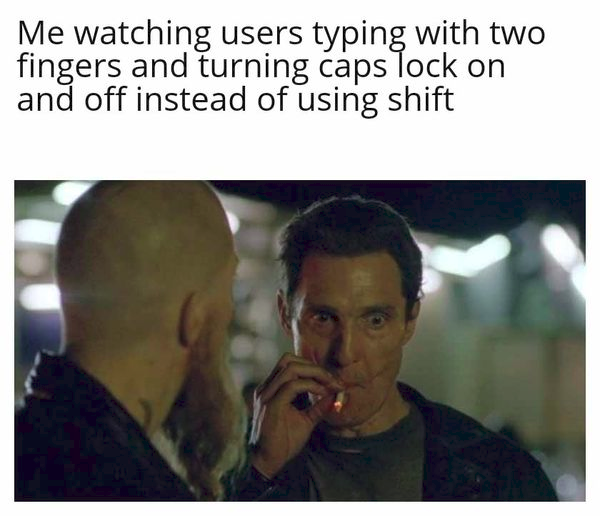 Me watching users typing with two
fingers and turning caps lock on
and off instead of using shift